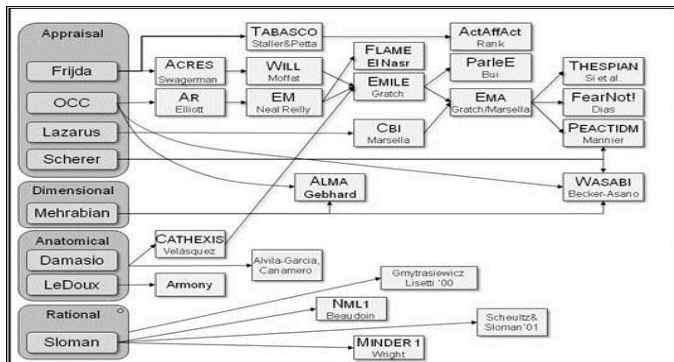 Appraisal
Frijda
OCC
Lazarus
Scherer
Dimensional
Mehrabian
Anatomical
Damasio
LeDoux
Rational
Sloman
TABASCO
Staller&Petta
ActAffAct
Rank
ACRES
Swagerman
WILL
Moffat
FLAME
El Nasr
ParleE
Bui
THESPIAN
Si et al.
AR
Elliott
EM
Neal Reilly
EMILE
Gratch
EMA
Gratch/Marsella
FearNot!
Dias
CBI
Marsella
PEACTIDM
Marinier
ALMA
Gebhard
WASABI
Becker-Asano
CATHEXIS
Velásquez
Alvila-Garcia,
Canamero
Armony
Gmytrasiewicz
Lisetti '00
NML1
Beaudoin
Scheultz&
Sloman'01
MINDER 1
Wright